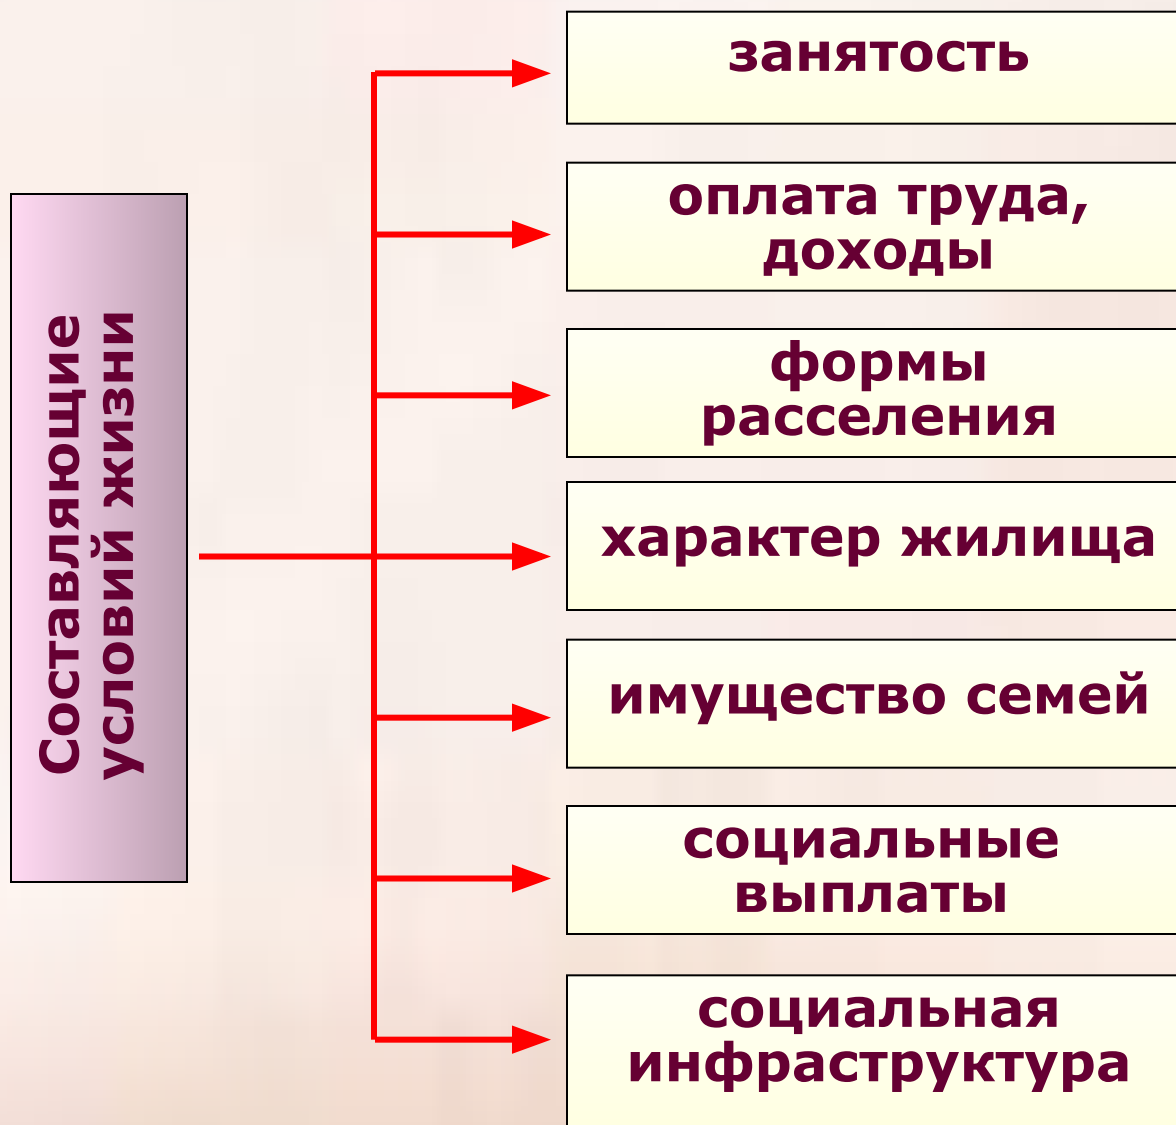 Составляющие
условий жизни
занятость
оплата труда,
доходы
формы
расселения
характер жилища
имущество семей
социальные
выплаты
социальная
инфраструктура